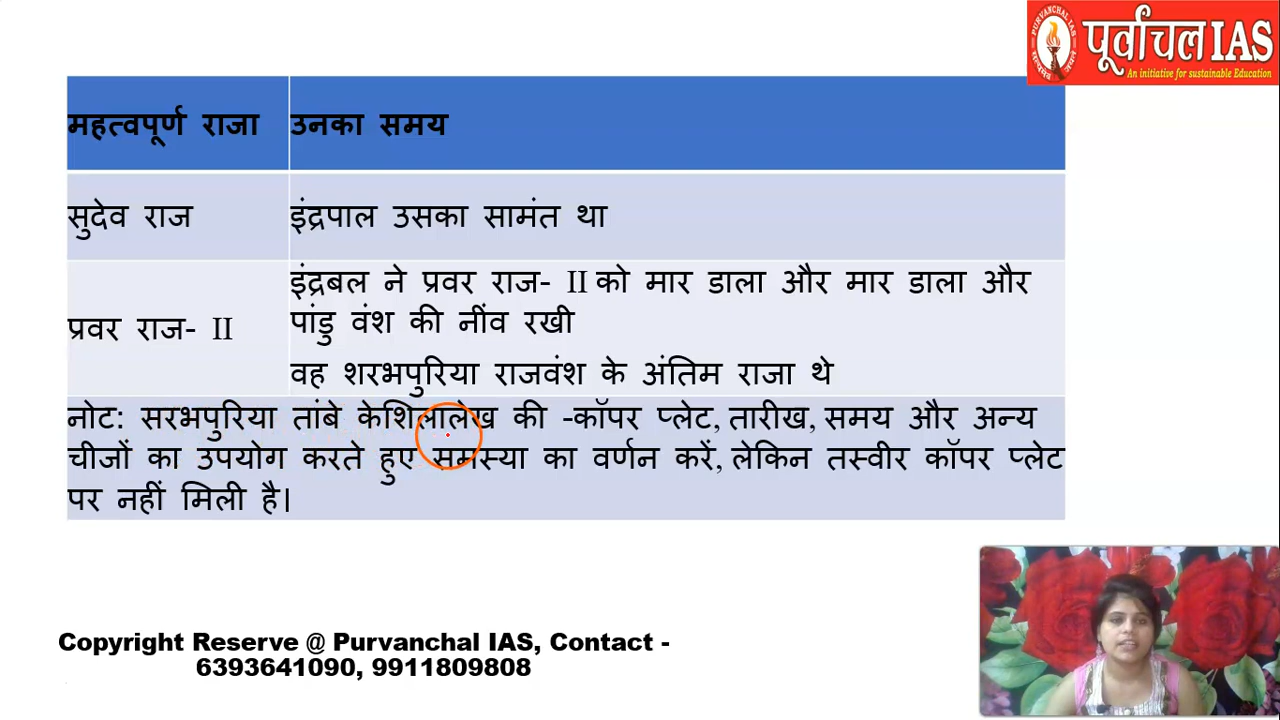 PURVANCHAL IAS
पूर्वांचल IAS
An initiative for sustainable Education
महत्वपूर्ण राजा उनका समय
सुदेव राज इंद्रपाल उसका सामंत था
इंद्रबल ने प्रवर राज- II को मार डाला और मार डाला और
पांडु वंश की नींव रखी
प्रवर राज- II
वह शरभपुरिया राजवंश के अंतिम राजा थे
नोट: सरभपुरिया तांबे केशिलालेख की -कॉपर प्लेट, तारीख, समय और अन्य
चीजों का उपयोग करते हुए समस्या का वर्णन करें, लेकिन तस्वीर कॉपर प्लेट
पर नहीं मिली है।
Copyright Reserve @ Purvanchal IAS, Contact -
6393641090, 9911809808